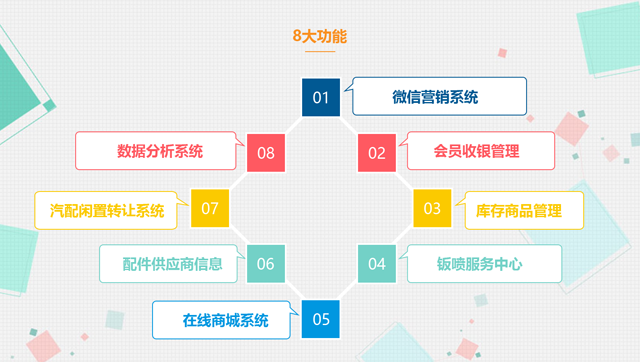 8大功能
01
微信营销系统
02
会员收银管理
03
库存商品管理
04
钣喷服务中心
05
在线商城系统
06
配件供应商信息
07
汽配闲置转让系统
08
数据分析系统